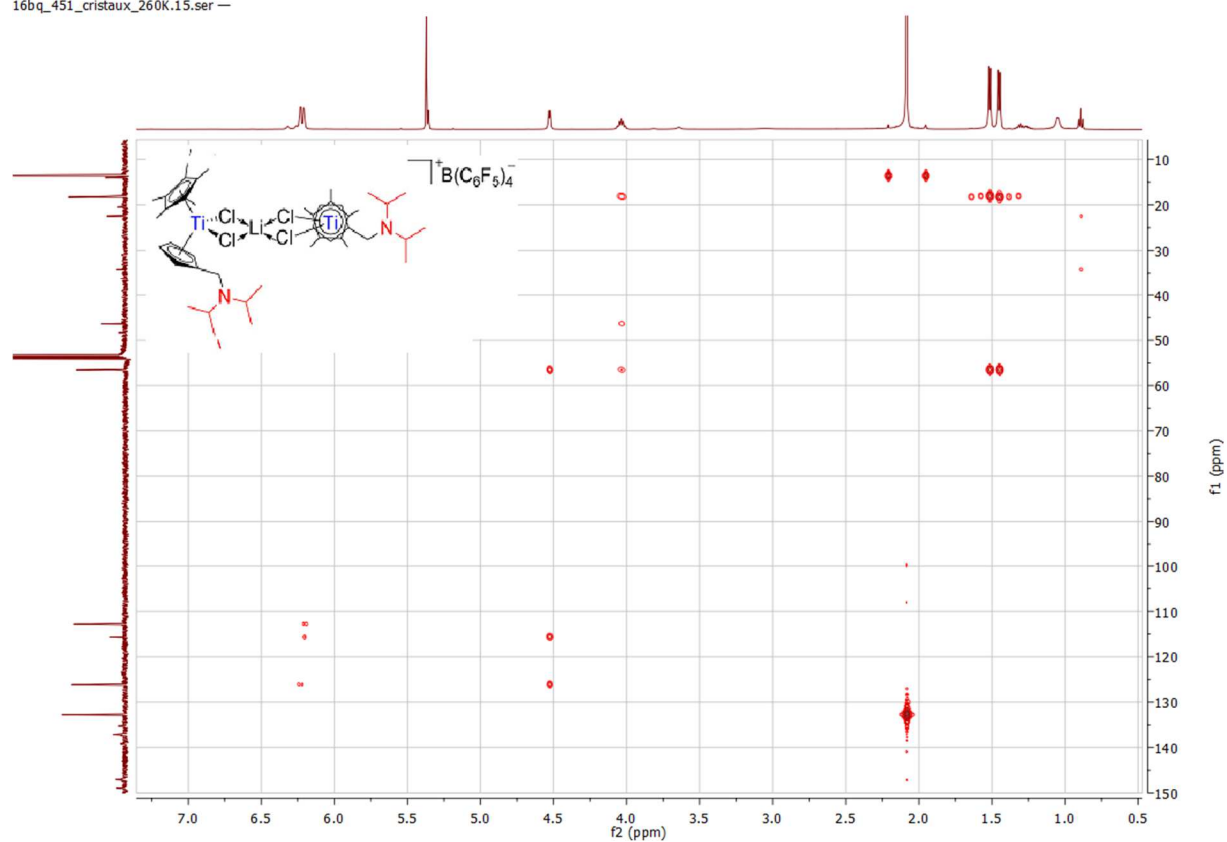 16bq_451_cristaux_260K.15.ser —
+
B(C6F5)4−
Ti Cl Li Cl Ti N
Cl Cl
N
10
20
30
40
50
60
70
80
90
100
110
120
130
140
150
f1 (ppm)
7.0 6.5 6.0 5.5 5.0 4.5 4.0 3.5 3.0 2.5 2.0 1.5 1.0 0.5
f2 (ppm)